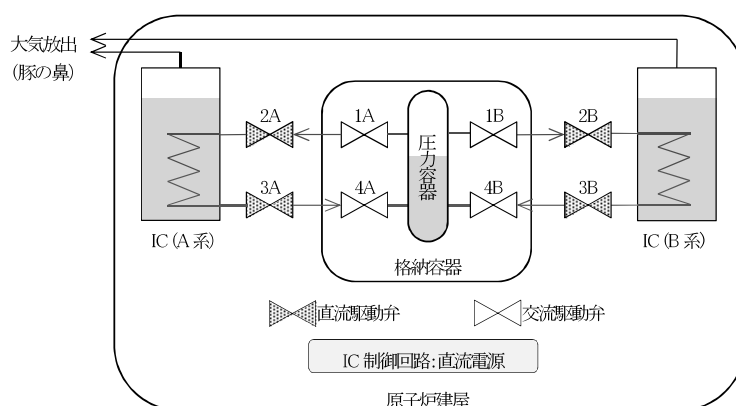 大気放出
(豚の鼻)
2A
1A
1B
2B
圧力容器
3A
4A
4B
3B
IC(A 系)
IC(B 系)
格納容器
直流駆動弁
交流駆動弁
IC 制御回路:直流電源
原子炉建屋